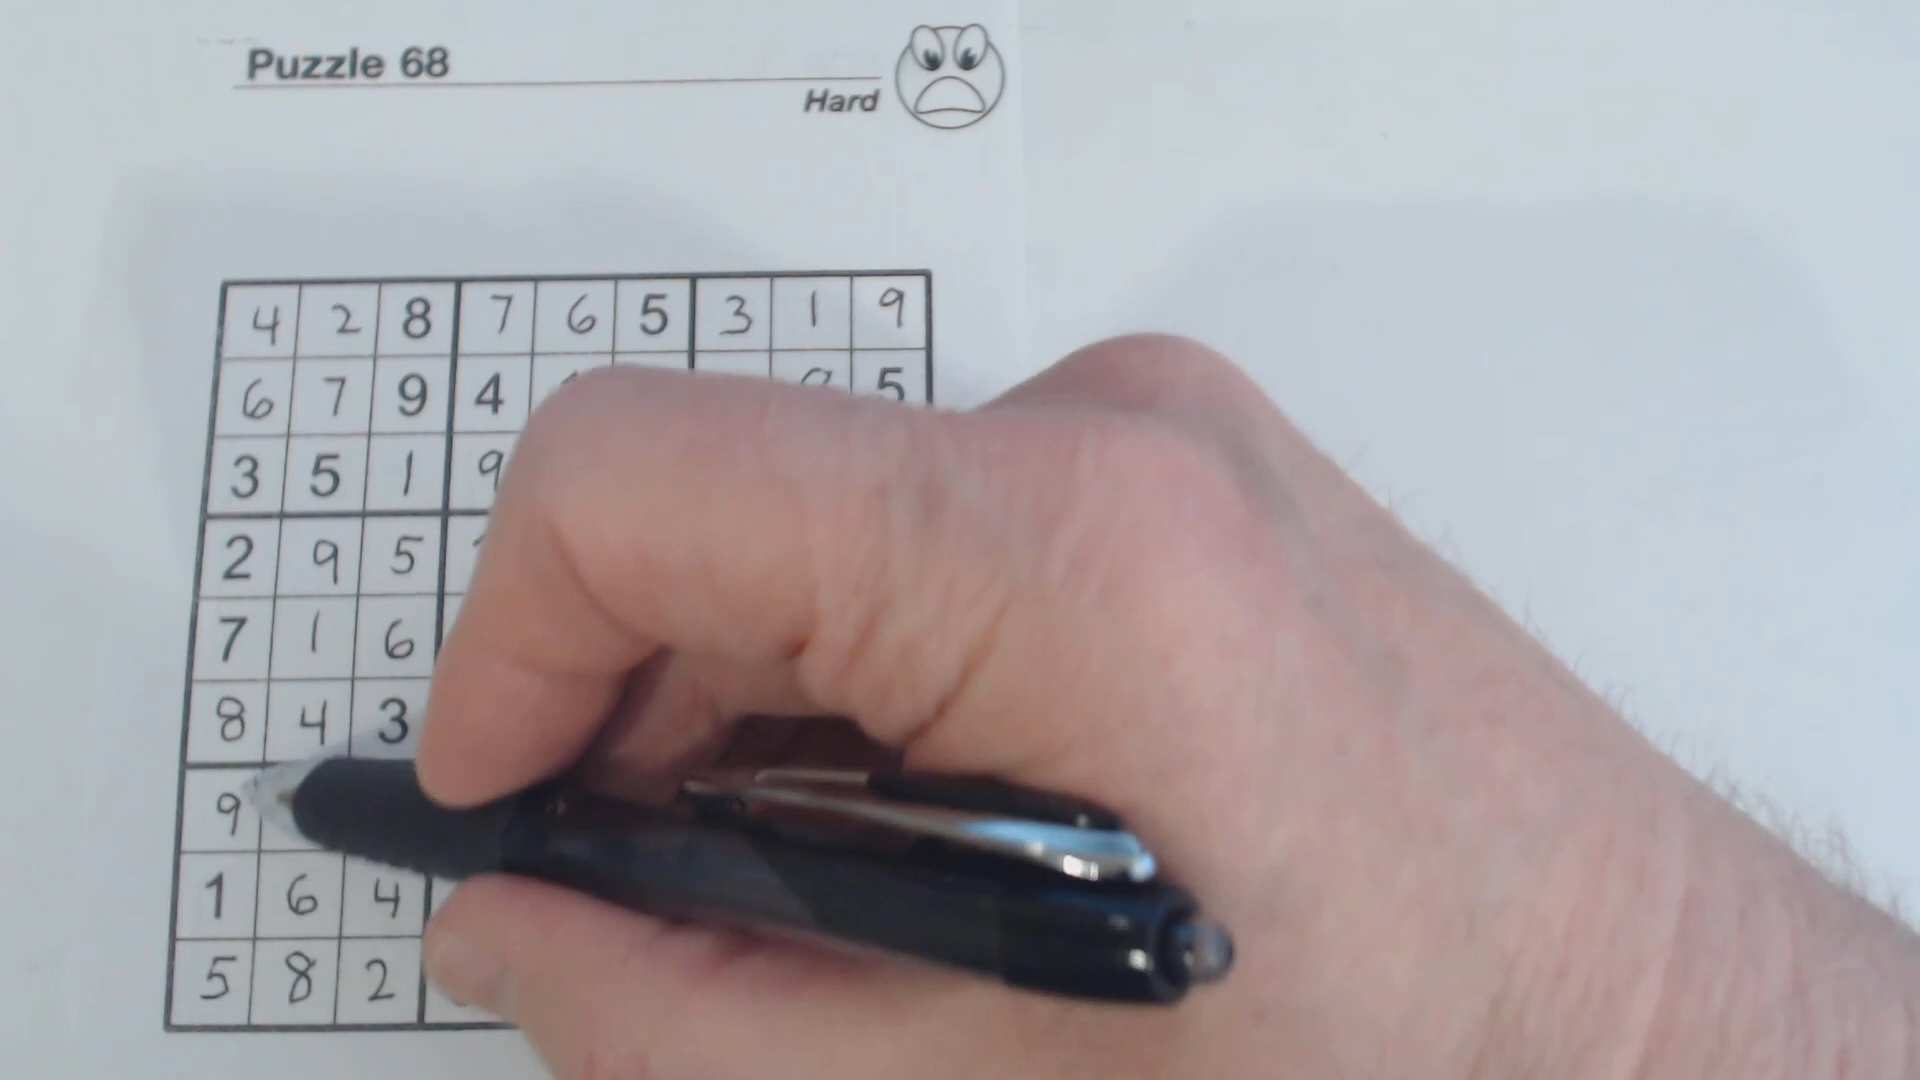 Puzzle 68
Hard
4 2 8 7 6 5 3 1 9
6 7 9 4 5
3 5 1 9
2 9 5
7 1 6
8 4 3
9
1 6 4
5 8 2